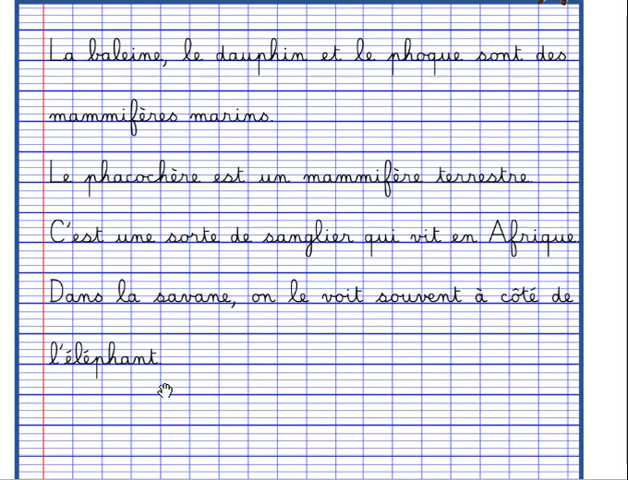 La baleine, le dauphin et le phoque sont des
mammifères marins.
Le phacochère est un mammifère terrestre.
C'est une sorte de sanglier qui vit en Afrique.
Dans la savane, on le voit souvent à côté de
l'éléphant.